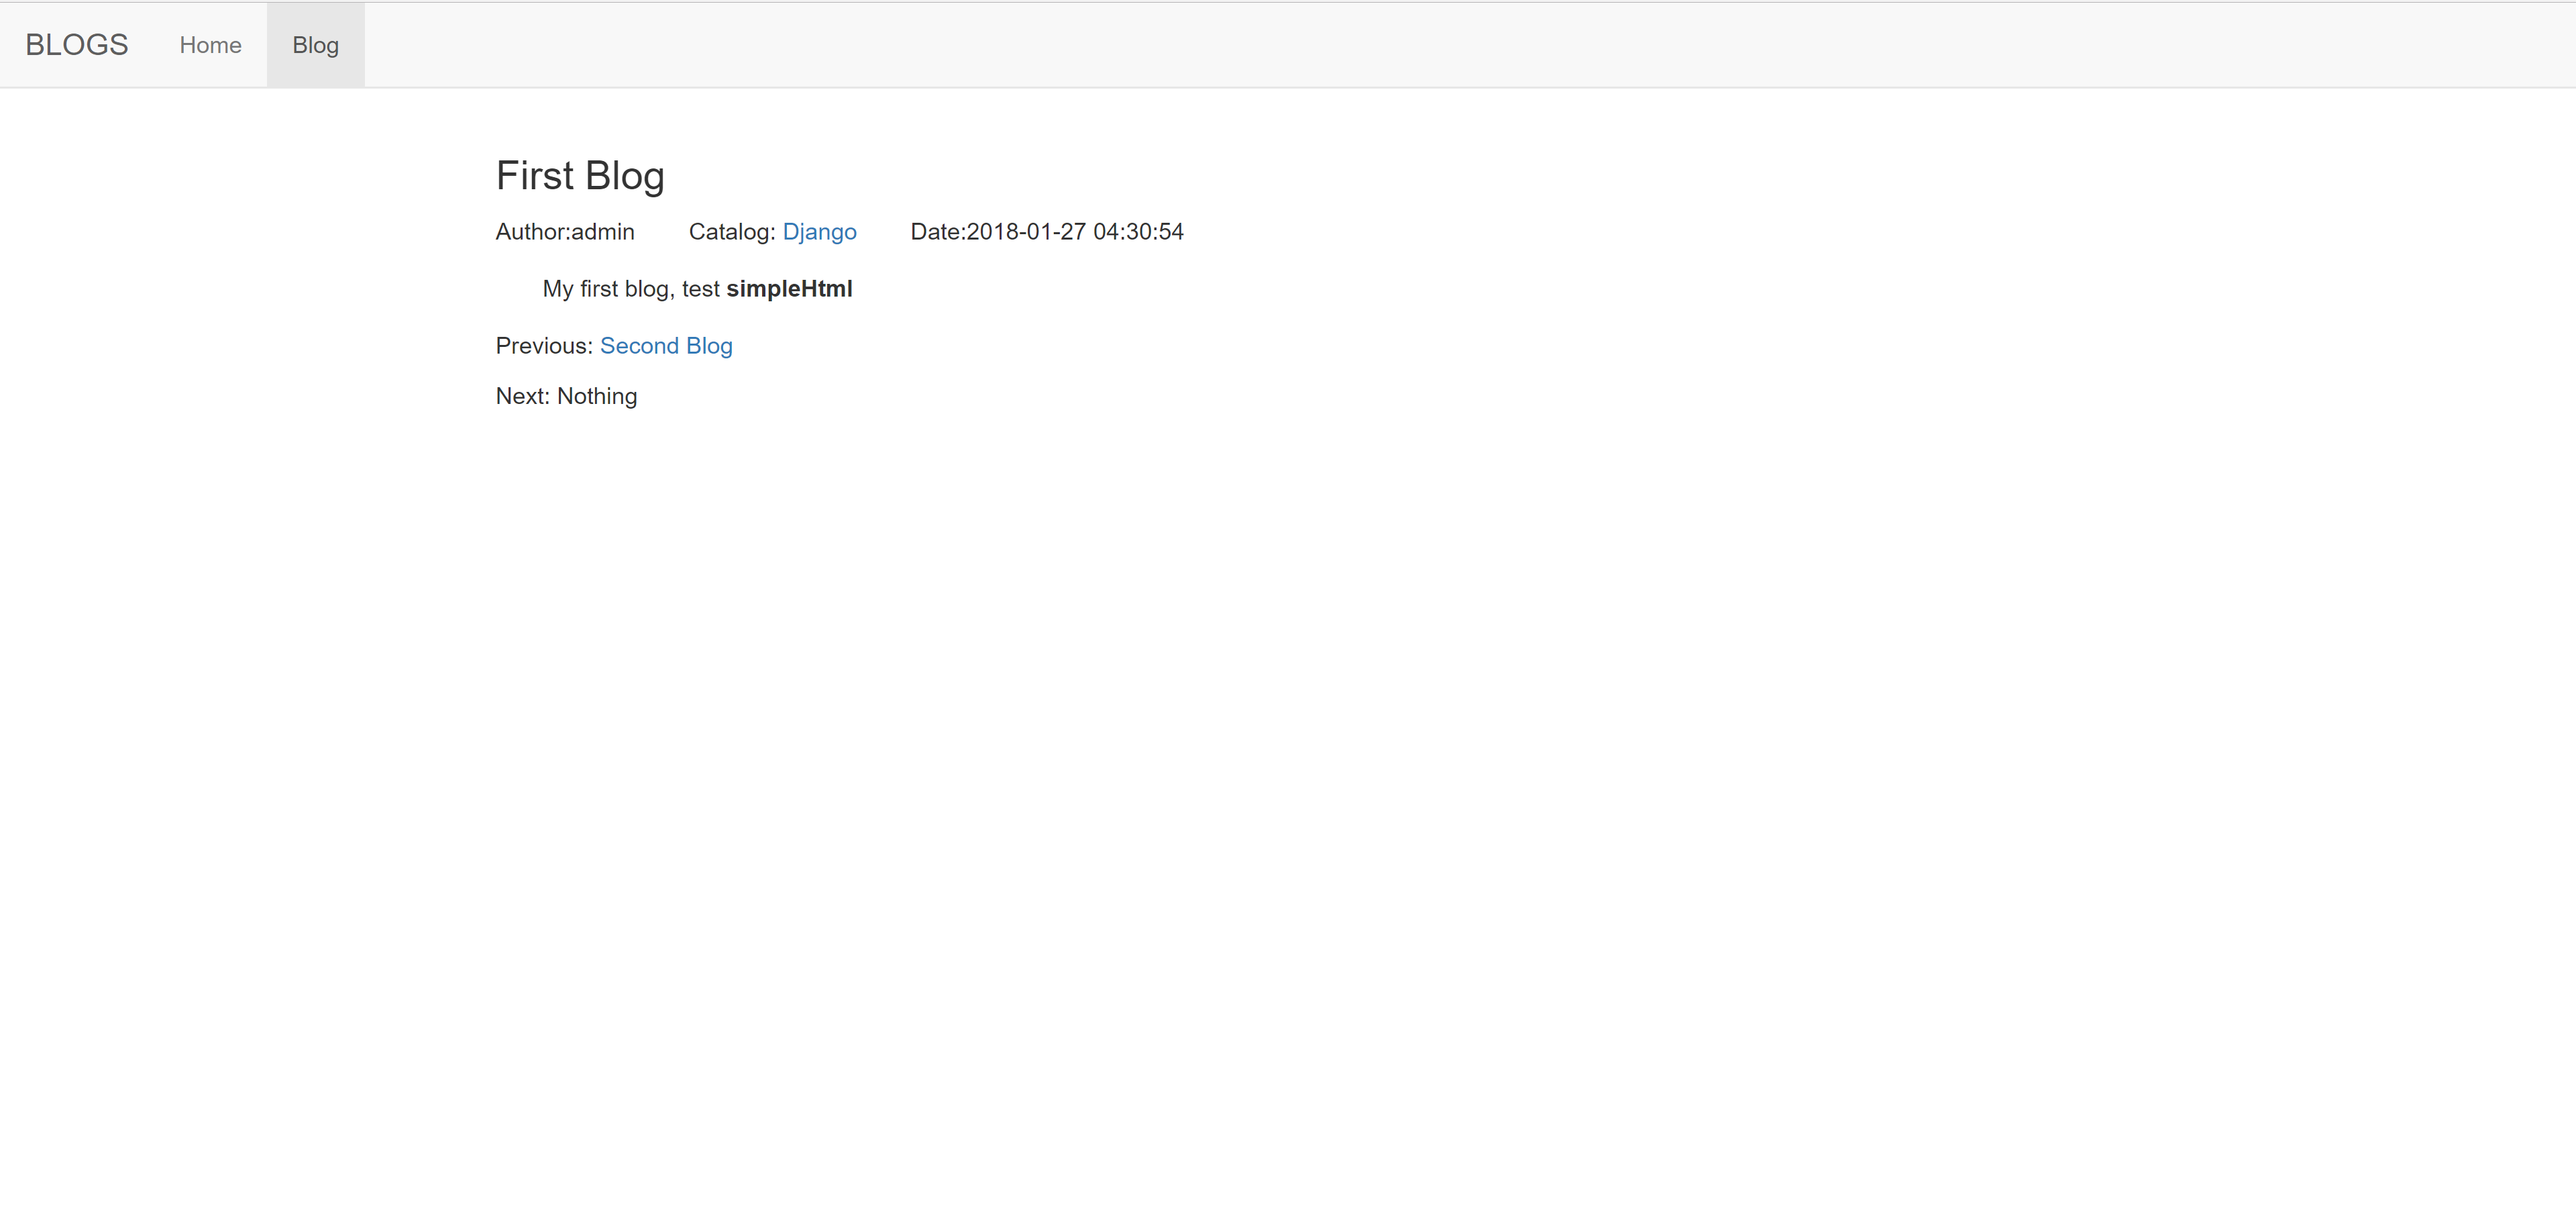 BLOGS Home Blog
First Blog
Author:admin Catalog: Django Date:2018-01-27 04:30:54
My first blog, test simpleHtml
Previous: Second Blog
Next: Nothing